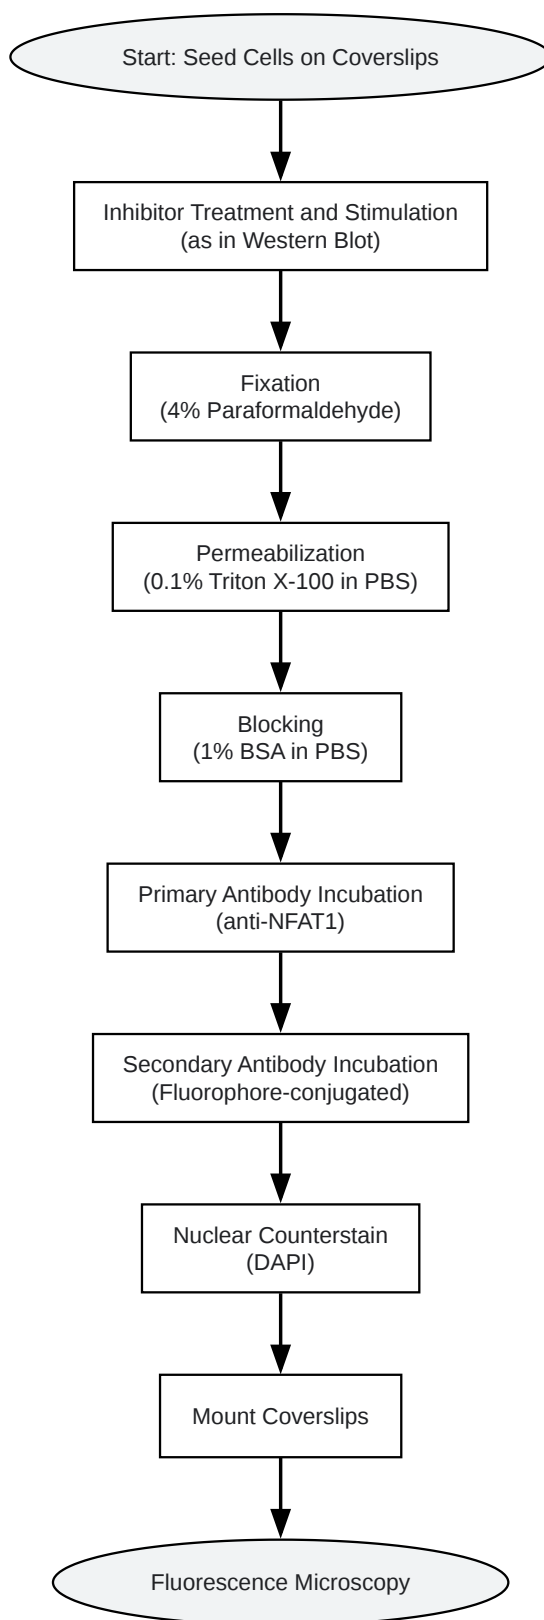 Start: Seed Cells on Coverslips
Inhibitor Treatment and Stimulation
(as in Western Blot)
Fixation
(4% Paraformaldehyde)
Permeabilization
(0.1% Triton X-100 in PBS)
Blocking
(1% BSA in PBS)
Primary Antibody Incubation
(anti-NFAT1)
Secondary Antibody Incubation
(Fluorophore-conjugated)
Nuclear Counterstain
(DAPI)
Mount Coverslips
Fluorescence Microscopy